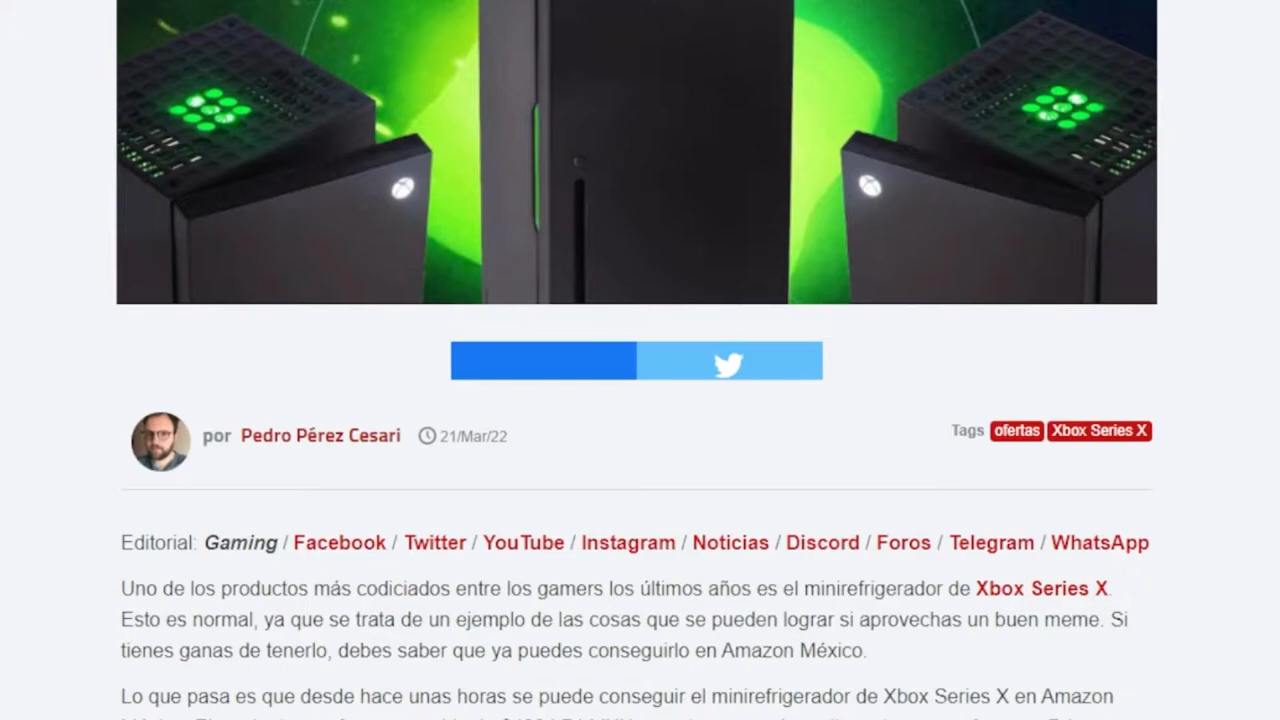 por Pedro Pérez Cesari 21/Mar/22
Tags ofertas Xbox Series X
Editorial: Gaming / Facebook / Twitter / YouTube / Instagram / Noticias / Discord / Foros / Telegram / WhatsApp
Uno de los productos más codiciados entre los gamers los últimos años es el minirefrigerador de Xbox Series X.
Esto es normal, ya que se trata de un ejemplo de las cosas que se pueden lograr si aprovechas un buen meme. Si
tienes ganas de tenerlo, debes saber que ya puedes conseguirlo en Amazon México.
Lo que pasa es que desde hace unas horas se puede conseguir el minirefrigerador de Xbox Series X en Amazon